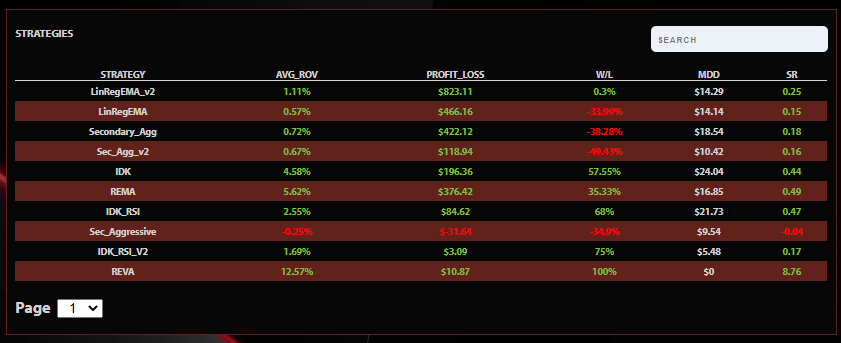 STRATEGIES
SEARCH
STRATEGY AVG_ROV PROFIT_LOSS W/L MDD SR
LinRegEMA_v2 1.11% $823.11 0.3% $14.29 0.25
LinRegEMA 0.57% $466.16 -33.99% $14.14 0.15
Secondary_Agg 0.72% $422.12 -38.28% $18.54 0.18
Sec_Agg_v2 0.67% $118.94 -49.43% $10.42 0.16
IDK 4.58% $196.36 57.55% $24.04 0.44
REMA 5.62% $376.42 35.33% $16.85 0.49
IDK_RSI 2.55% $84.62 68% $21.73 0.47
Sec_Aggressive -0.25% $-31.64 -34.9% $9.54 -0.04
IDK_RSI_V2 1.69% $3.09 75% $5.48 0.17
REVA 12.57% $10.87 100% $0 8.76
Page 1